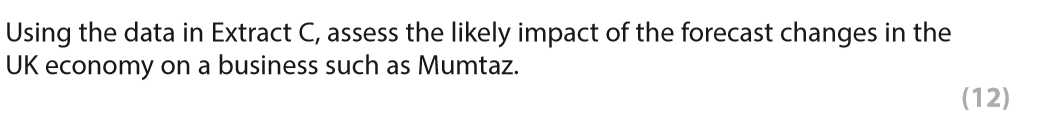 Using the data in Extract C, assess the likely impact of the forecast changes in the
UK economy on a business such as Mumtaz.
(12)